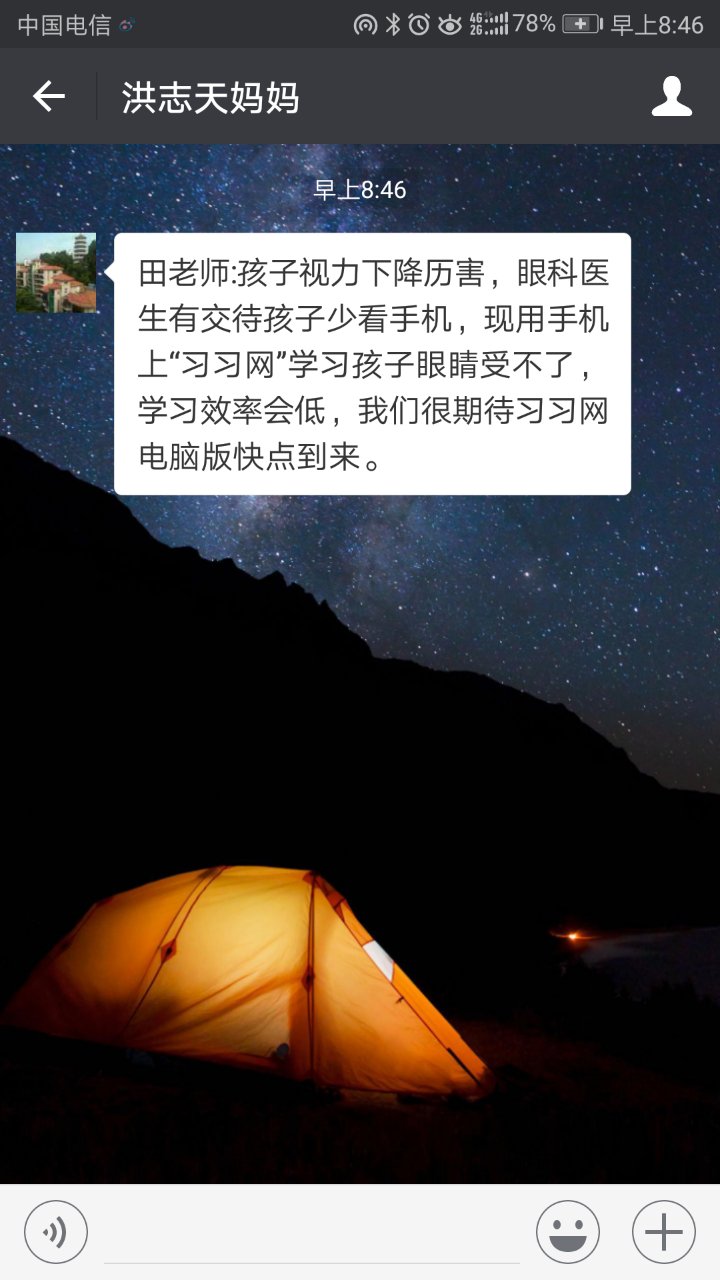 中国电信 4G 2G 78% 早上8:46
洪志天妈妈
早上8:46
田老师:孩子视力下降历害，眼科医
生有交待孩子少看手机，现用手机
上“习习网”学习孩子眼睛受不了，
学习效率会低，我们很期待习习网
电脑版快点到来。